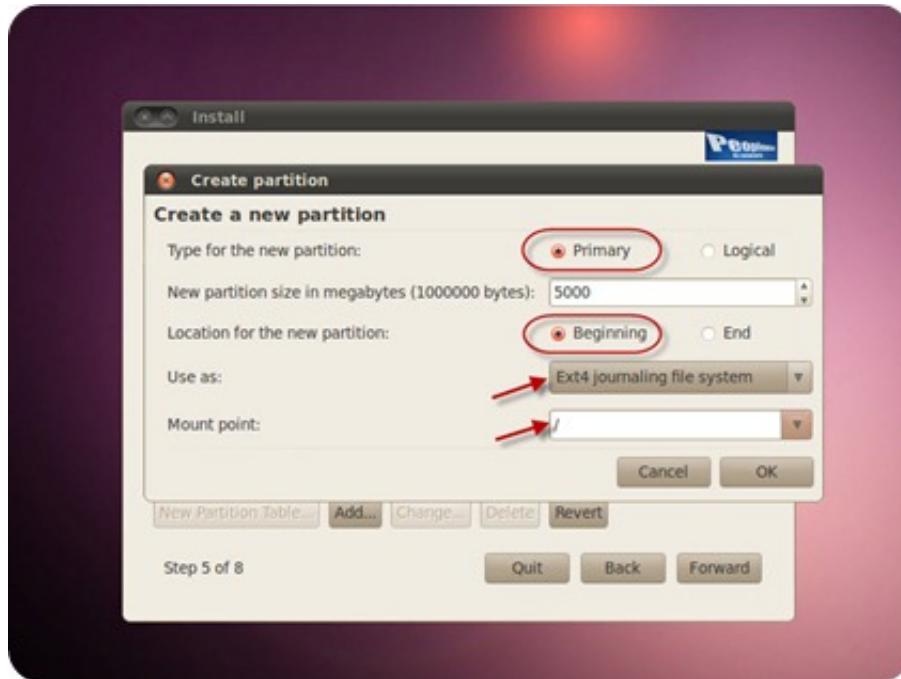 Install
Create partition
Create a new partition
Type for the new partition:
Primary
Logical
New partition size in megabytes (1000000 bytes):
5000
Location for the new partition:
Beginning
End
Use as:
Ext4 journaling file system
Mount point:
/
Cancel
OK
New Partition Table...
Add...
Change...
Delete
Revert
Step 5 of 8
Quit
Back
Forward